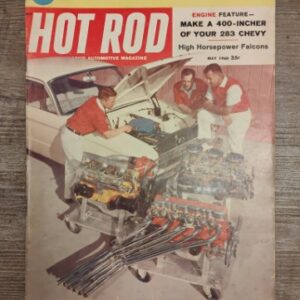 HOT ROD
AUTOMOTIVE MAGAZINE
ENGINE FEATURE—
MAKE A 400-INCHER
OF YOUR 283 CHEVY
High Horsepower Falcons
MAY 1960 35¢